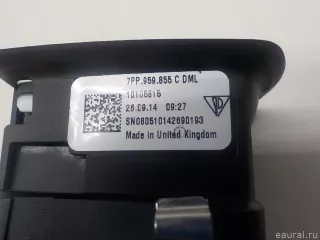 7PP.959.855 C DML
10106615
26.09.14 09:27
SN080510142690193
Made in United Kingdom
eaural.ru